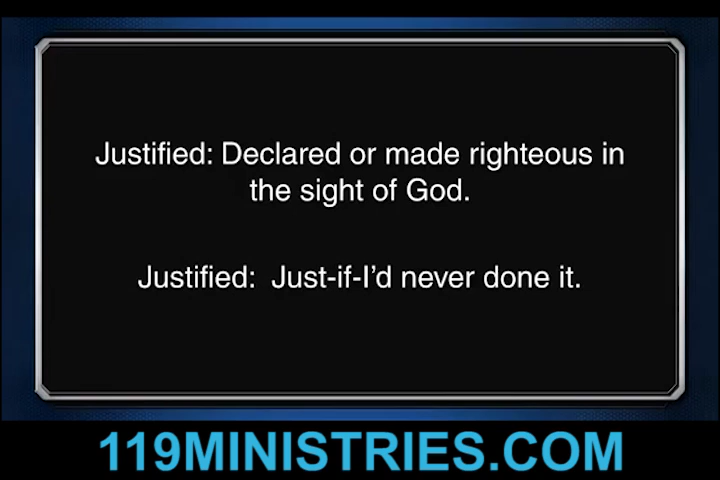 Justified: Declared or made righteous in
the sight of God.
Justified:  Just-if-I’d never done it.
119MINISTRIES.COM